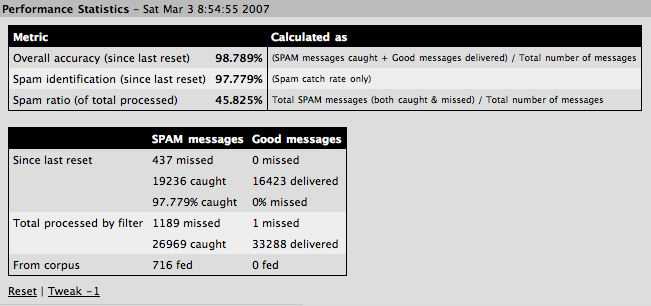 Performance Statistics - Sat Mar 3 8:54:55 2007
Metric Calculated as
Overall accuracy (since last reset) 98.789% (SPAM messages caught + Good messages delivered) / Total number of messages
Spam identification (since last reset) 97.779% (Spam catch rate only)
Spam ratio (of total processed) 45.825% Total SPAM messages (both caught & missed) / Total number of messages
SPAM messages Good messages
Since last reset 437 missed 0 missed
19236 caught 16423 delivered
97.779% caught 0% missed
Total processed by filter 1189 missed 1 missed
26969 caught 33288 delivered
From corpus 716 fed 0 fed
Reset | Tweak -1